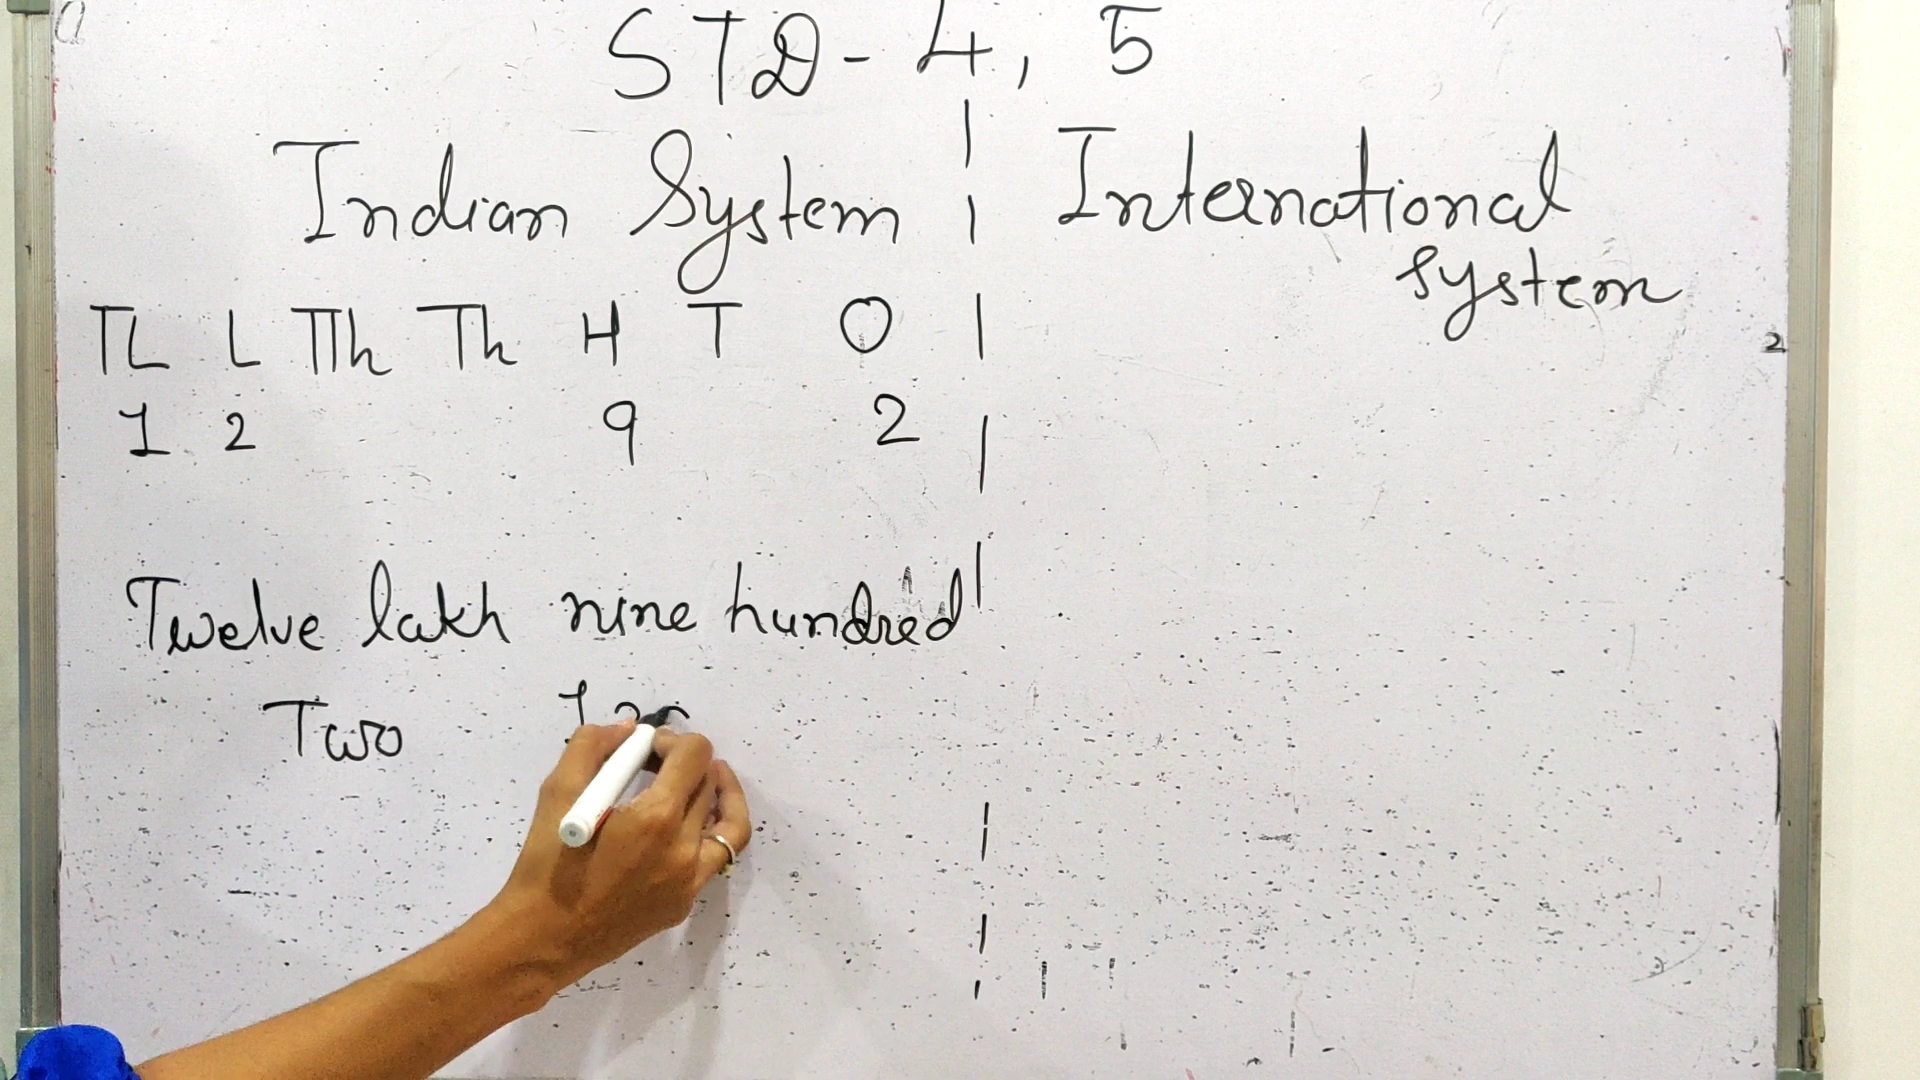 STD - 4, 5
Indian System
International
System
TL L TTh Th H T O
1 2 9 2
Twelve lakh nine hundred
Two
2